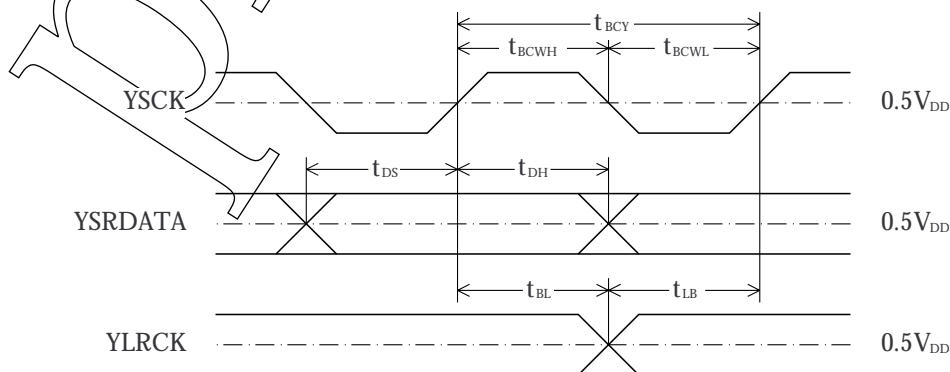 tBCY
tBCWH tBCWL
YSCK 0.5VDD
tDS tDH
YSRDATA 0.5VDD
tBL tLB
YLRCK 0.5VDD